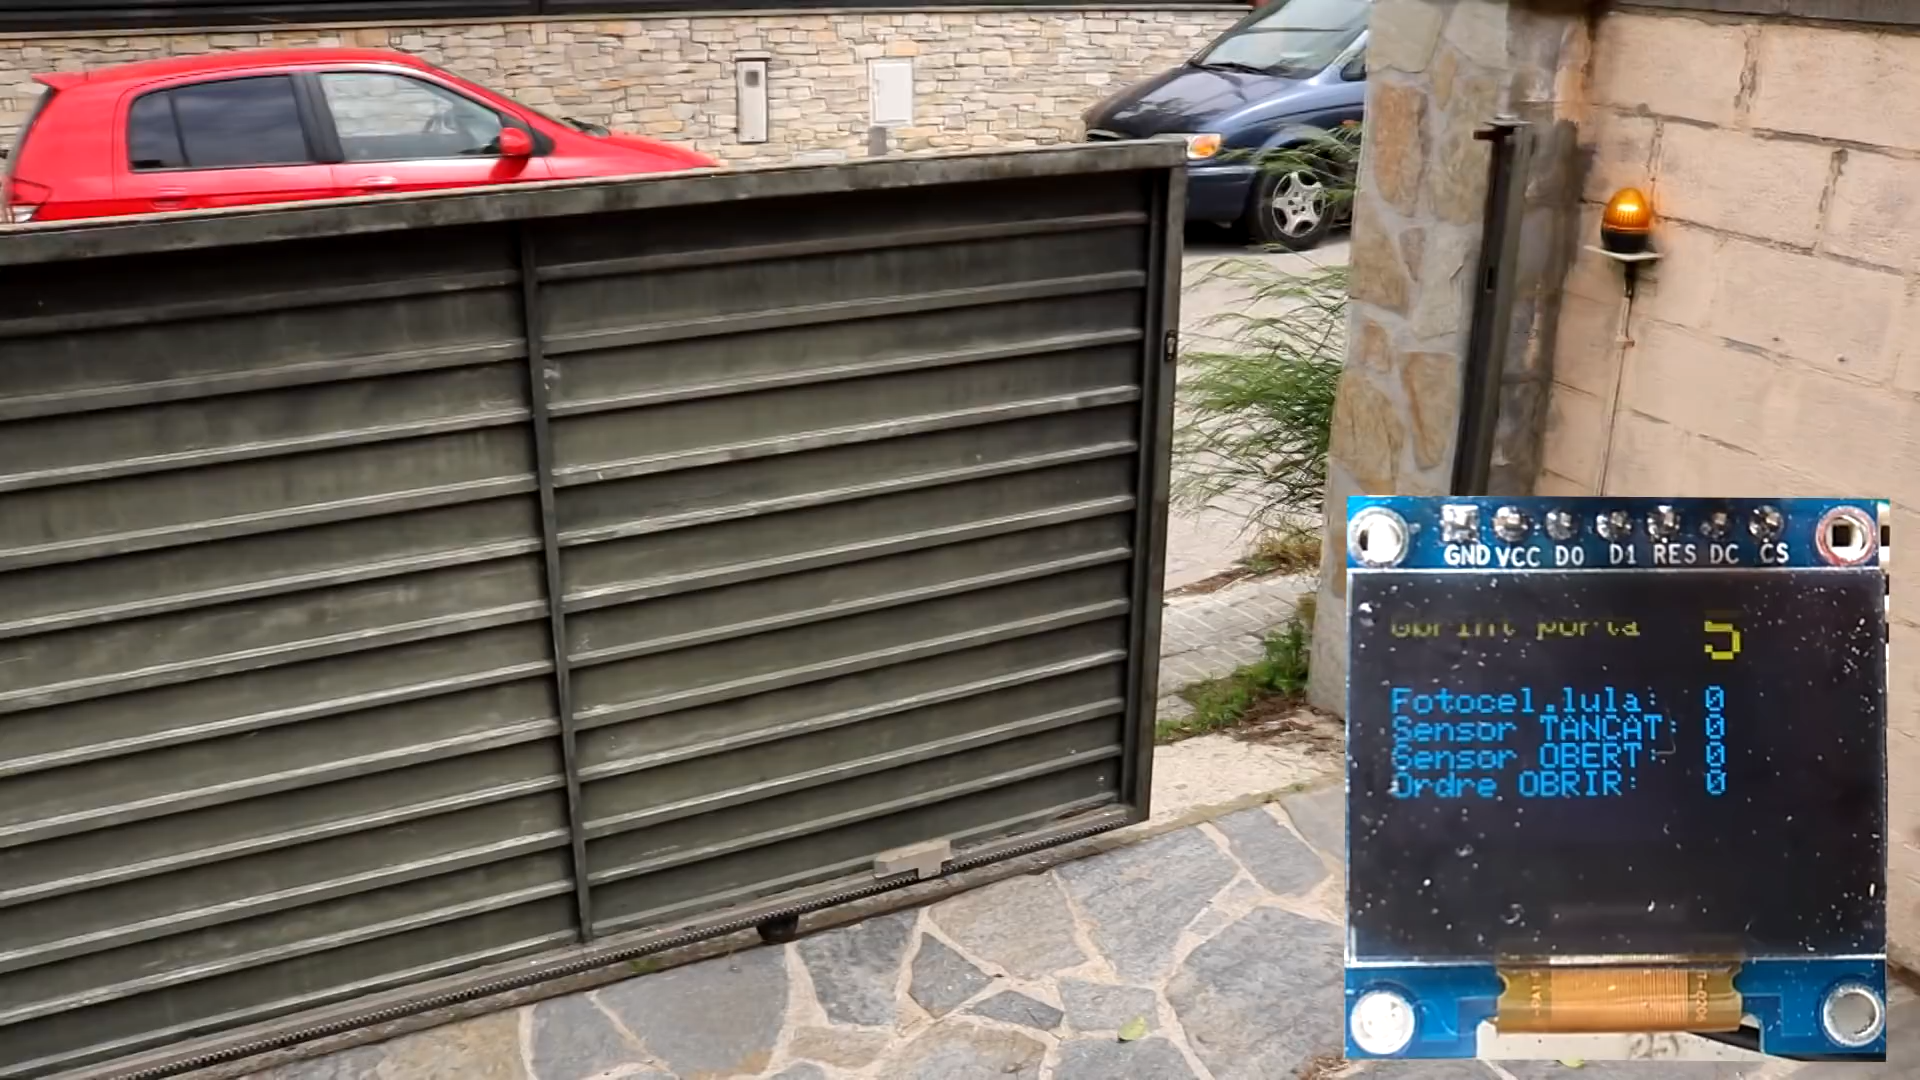 GND VCC D0 D1 RES DC CS
Obrint porta 5
Fotocel.lula: 0
Sensor TANCAT: 0
Sensor OBERT: 0
Ordre OBRIR: 0